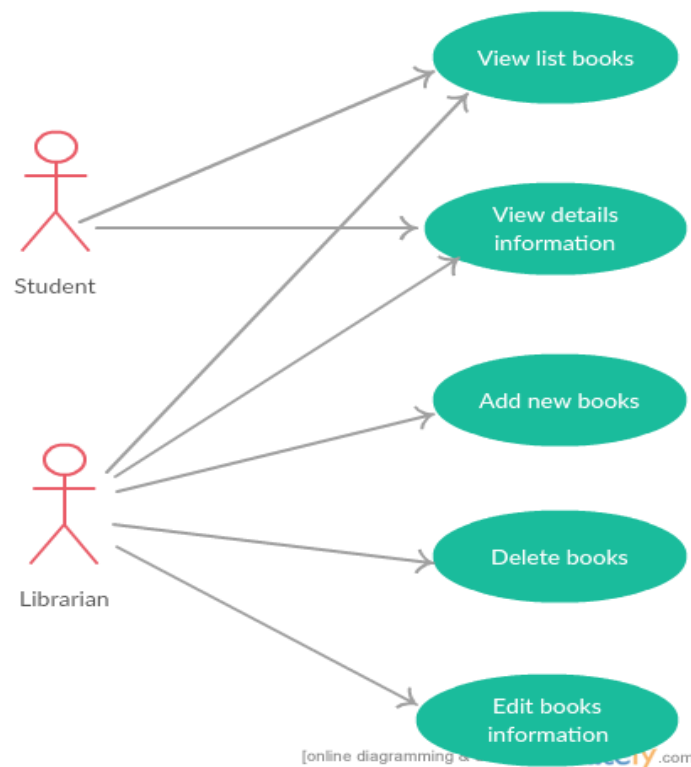 View list books
View details
information
Student
Add new books
Delete books
Librarian
Edit books
information
[online diagramming &
.com